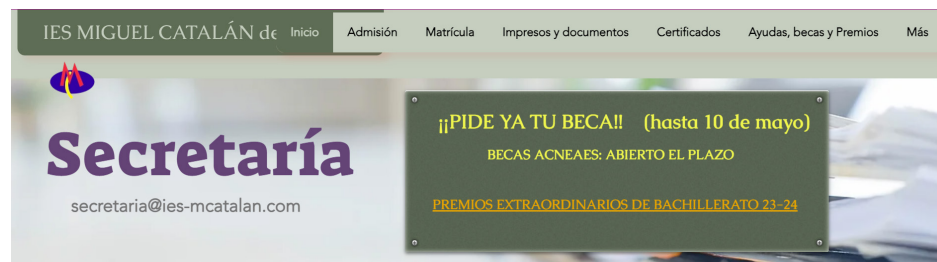 IES MIGUEL CATALÁN de
Inicio Admisión Matrícula Impresos y documentos Certificados Ayudas, becas y Premios Más
Secretaría
secretaria@ies-mcatalan.com
¡¡PIDE YA TU BECA!! (hasta 10 de mayo)
BECAS ACNEAES: ABIERTO EL PLAZO
PREMIOS EXTRAORDINARIOS DE BACHILLERATO 23-24